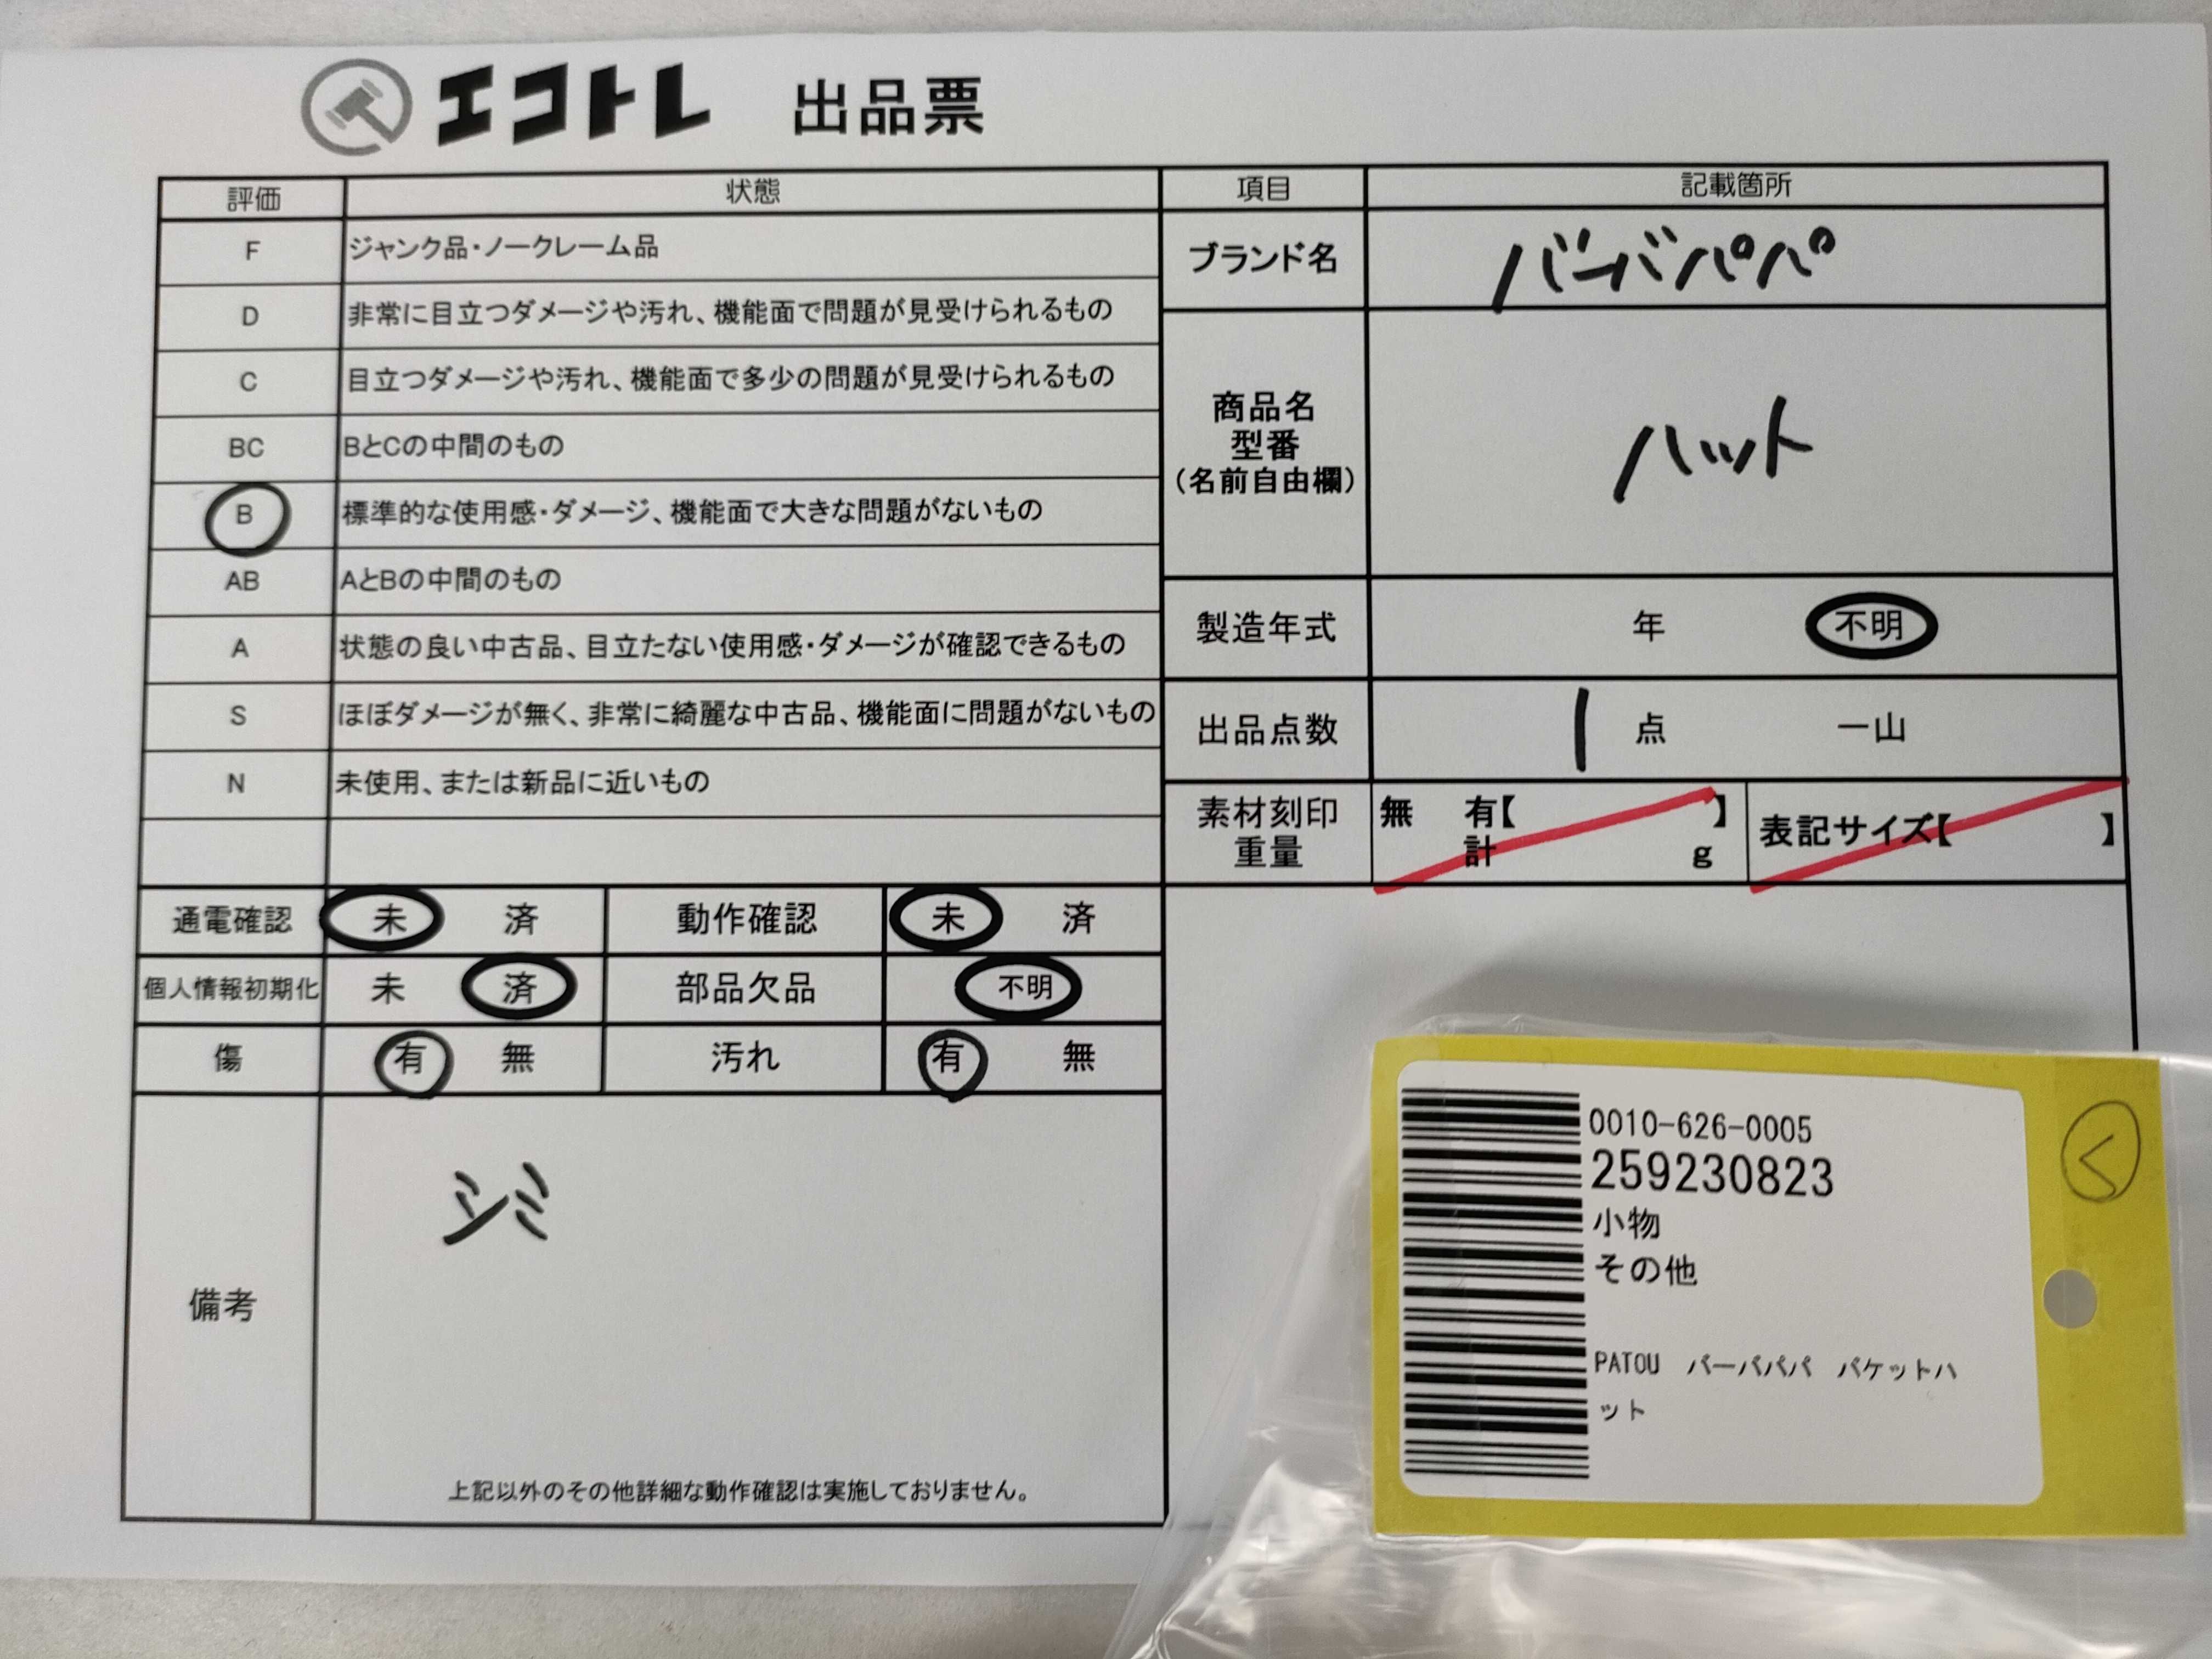 エコトレ 出品票
評価 状態
F ジャンク品・ノークレーム品
D 非常に目立つダメージや汚れ、機能面で問題が見受けられるもの
C 目立つダメージや汚れ、機能面で多少の問題が見受けられるもの
BC BとCの中間のもの
B 標準的な使用感・ダメージ、機能面で大きな問題がないもの
AB AとBの中間のもの
A 状態の良い中古品、目立たない使用感・ダメージが確認できるもの
S ほぼダメージが無く、非常に綺麗な中古品、機能面に問題がないもの
N 未使用、または新品に近いもの
項目 記載箇所
ブランド名 バーバパパ
商品名
型番
(名前自由欄)
ハット
製造年式 年 不明
出品点数 1 点 一山
素材刻印 無 有【 】
重量 計 g
表記サイズ【 】
通電確認 未 済 動作確認 未 済
個人情報初期化 未 済 部品欠品 不明
傷 有 無 汚れ 有 無
備考
シミ
上記以外のその他詳細な動作確認は実施しておりません。
0010-626-0005
259230823
小物
その他
PATOU バーバパパ バケットハ
ット
く